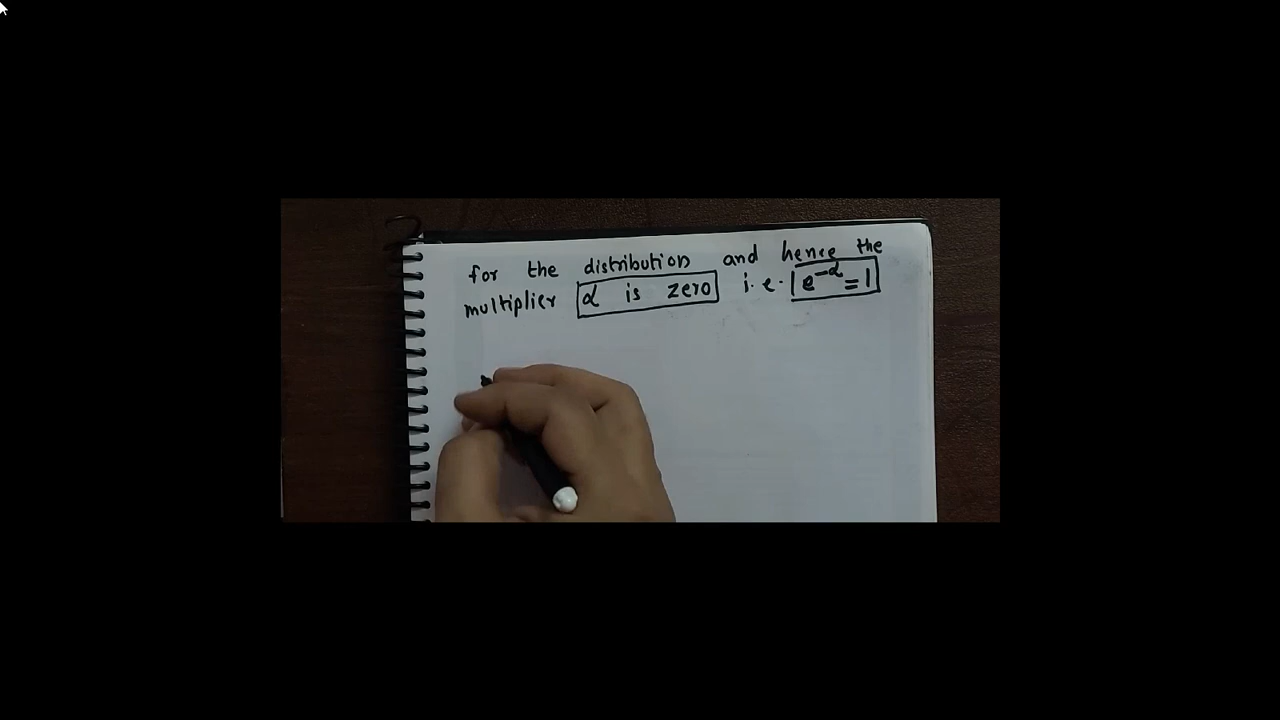 for the distribution and hence the
multiplier α is zero i.e. e^-α = 1